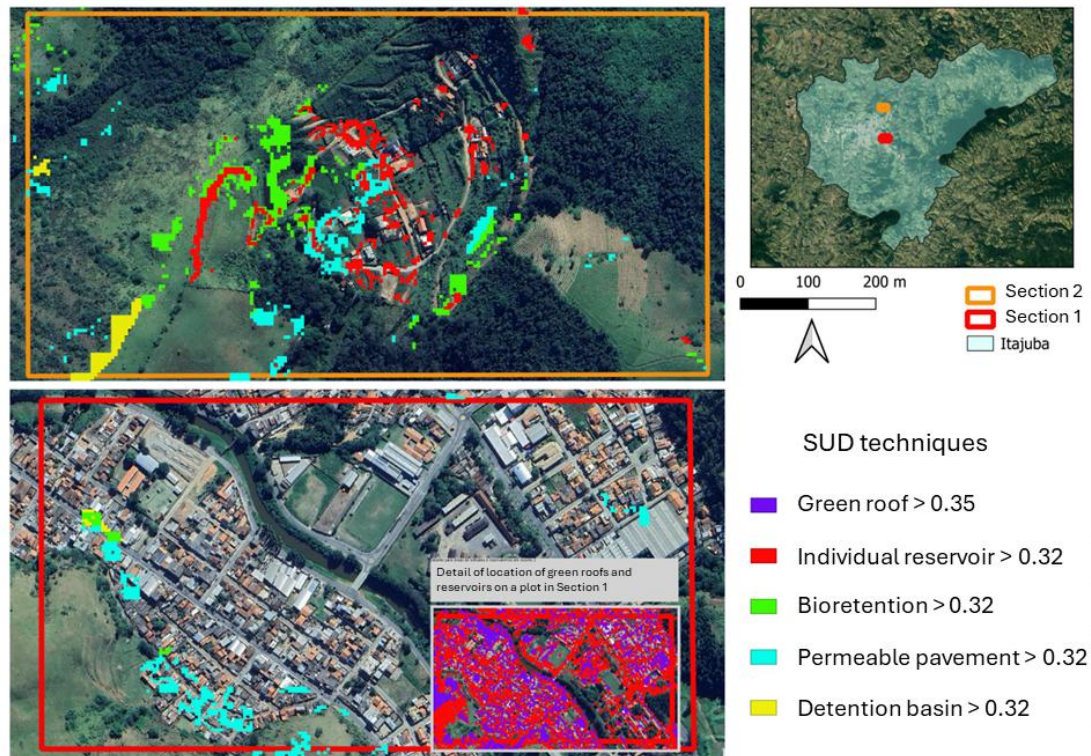 0 100 200 m
Section 2
Section 1
Itajuba
SUD techniques
Green roof > 0.35
Individual reservoir > 0.32
Bioretention > 0.32
Permeable pavement > 0.32
Detention basin > 0.32
Detail of location of green roofs and
reservoirs on a plot in Section 1